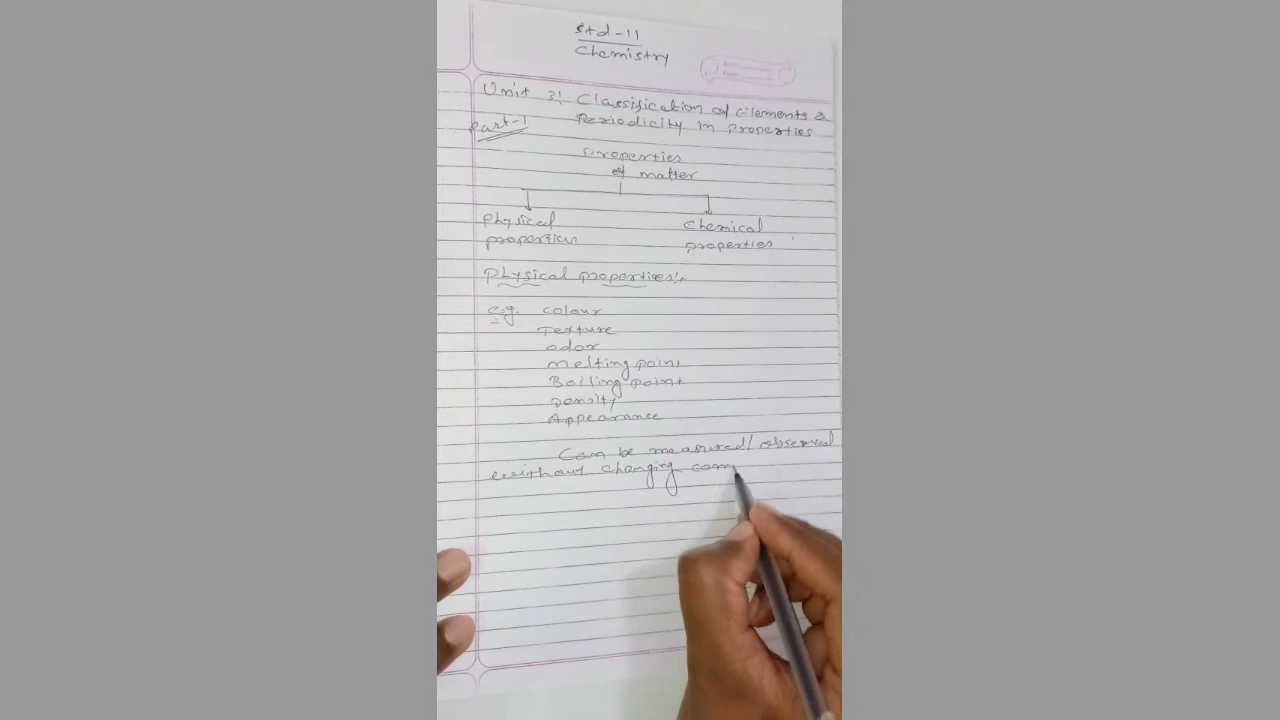 std-11
Chemistry
Unit 3: Classification of Elements &
Periodicity in properties
Part-1
Properties
of matter
physical
properties
chemical
properties
physical properties:
e.g. colour
Texture
odor
melting point
Boiling point
Density
Appearance
Can be measured/observed
without changing com